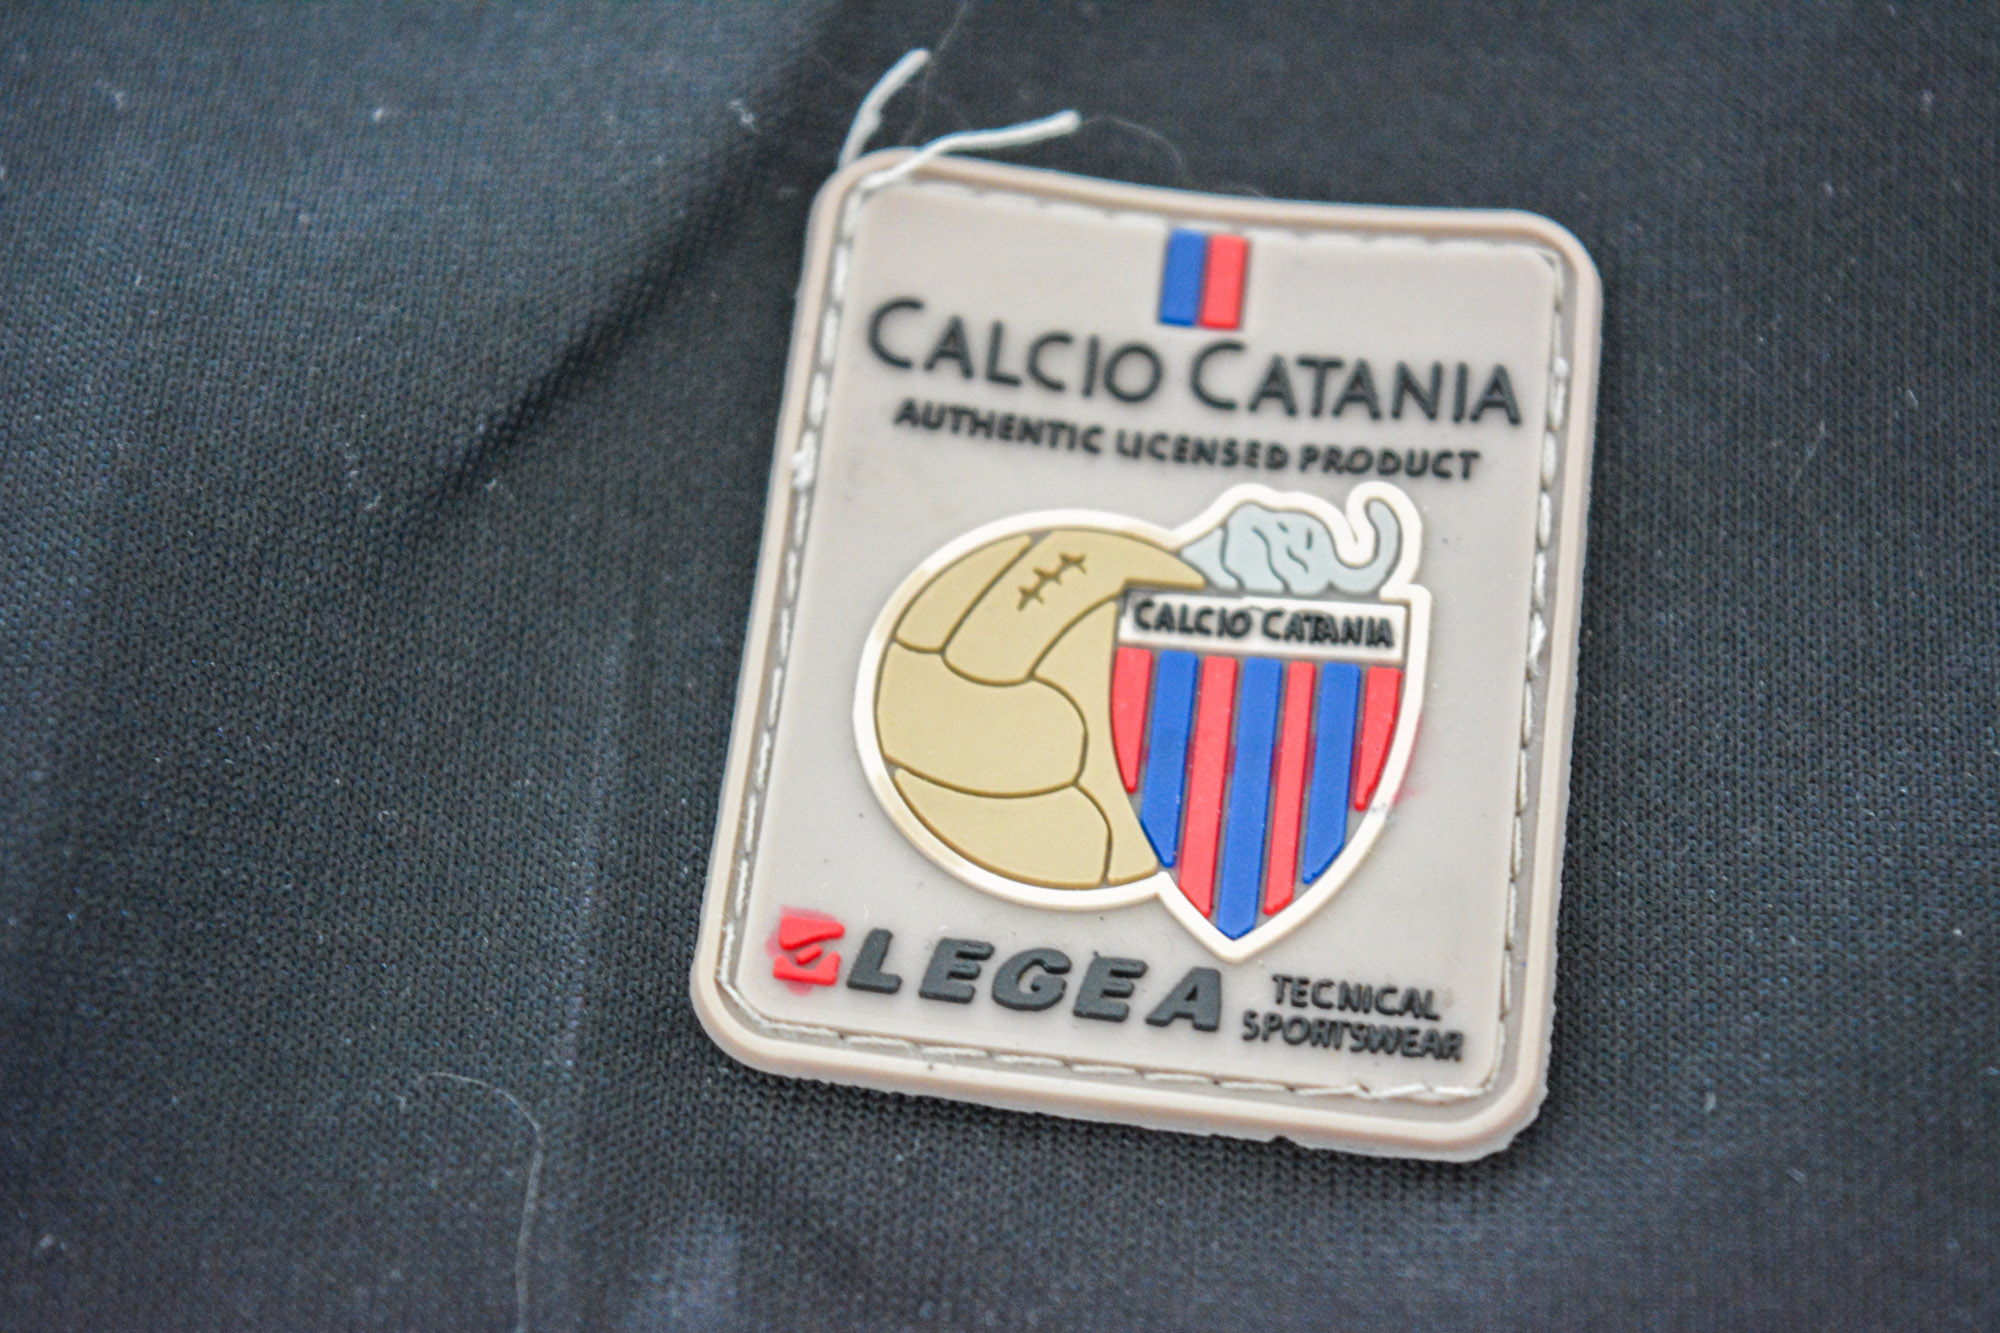 CALCIO CATANIA
AUTHENTIC LICENSED PRODUCT
CALCIO CATANIA
LEGEA
TECNICAL
SPORTSWEAR